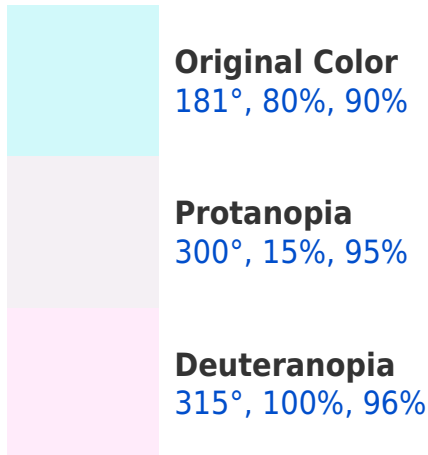 Original Color
181°, 80%, 90%
Protanopia
300°, 15%, 95%
Deuteranopia
315°, 100%, 96%